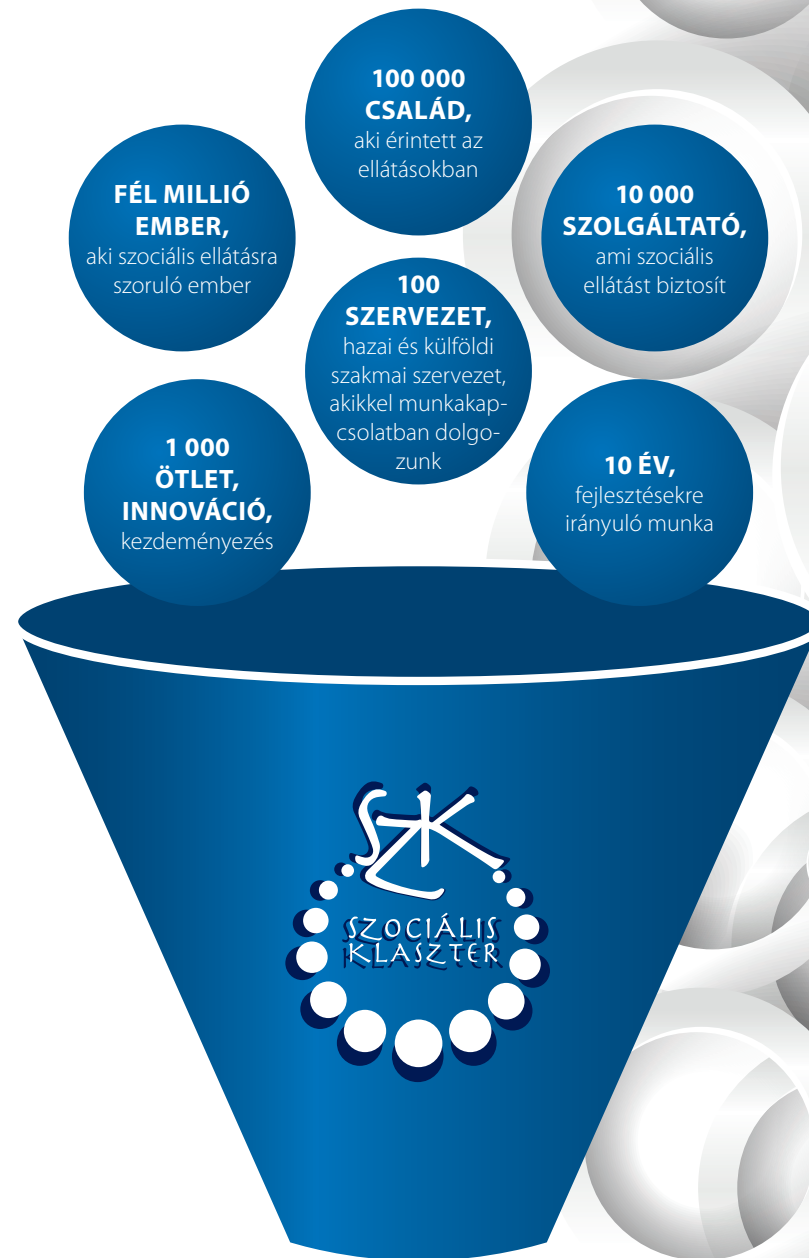 100 000
CSALÁD,
aki érintett az
ellátásokban
FÉL MILLIÓ
EMBER,
aki szociális ellátásra
szoruló ember
10 000
SZOLGÁLTATÓ,
ami szociális
ellátást biztosít
100
SZERVEZET,
hazai és külföldi
szakmai szervezet,
akikkel munkakap-
csolatban dolgo-
zunk
1 000
ÖTLET,
INNOVÁCIÓ,
kezdeményezés
10 ÉV,
fejlesztésekre
irányuló munka
SZK
SZOCIÁLIS
KLASZTER